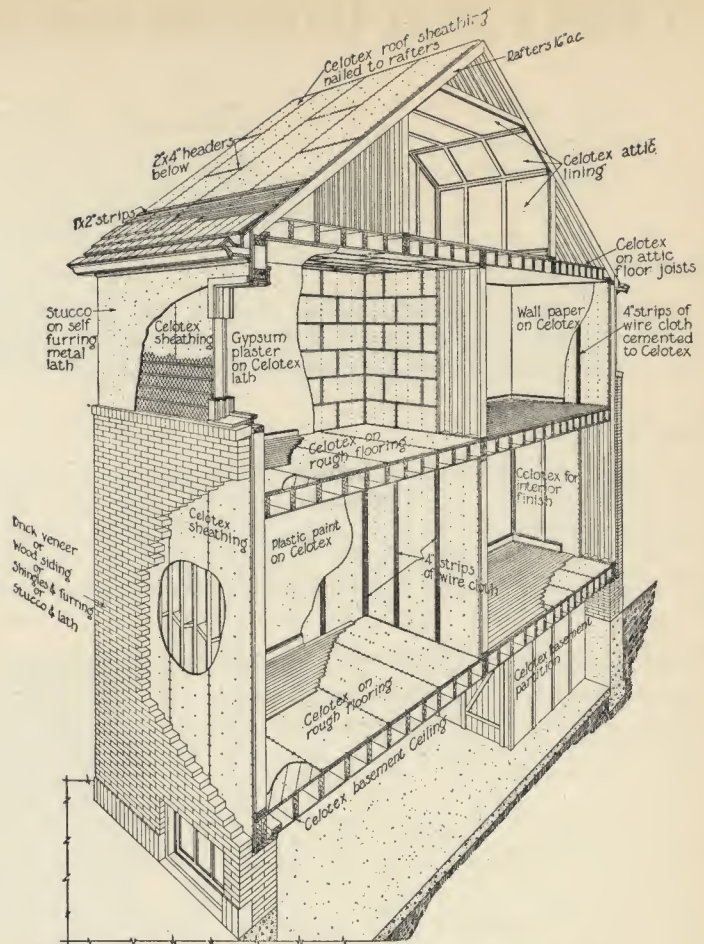 Celotex roof sheathing
nailed to rafters
Rafters 16" o.c.
2"x4" headers
below
1"x2" strips
Celotex attic
lining
Celotex
on attic
floor joists
Stucco
on self
furring
metal
lath
Celotex
sheathing
Gypsum
plaster
on Celotex
lath
Wall paper
on Celotex
4" strips of
wire cloth
cemented
to Celotex
Celotex on
rough flooring
Celotex for
interior
finish
Celotex
sheathing
Plastic paint
on Celotex
4" strips
of wire cloth
Brick veneer
or
Wood siding
or
Shingles & furring
or
Stucco & lath
Celotex on
rough flooring
Celotex basement
partition
Celotex basement Ceiling